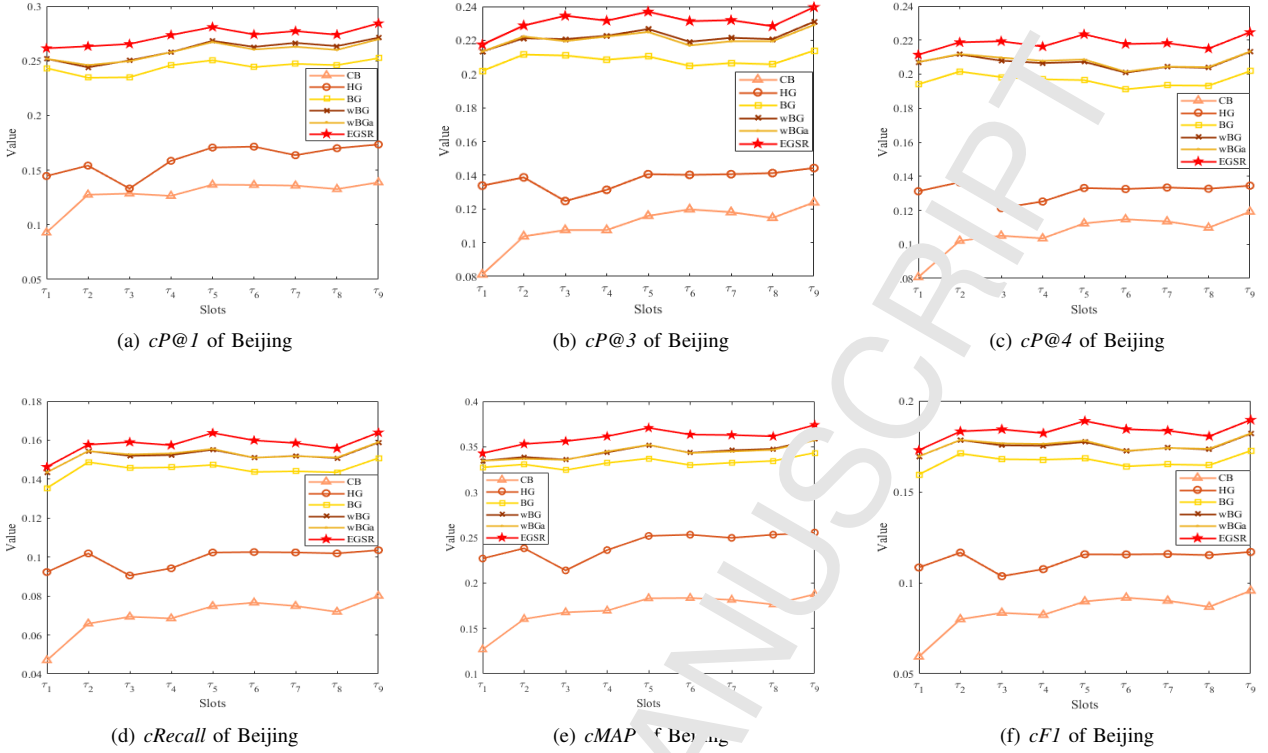 0.3
0.25
0.2
0.15
0.1
0.05
Value
τ1 τ2 τ3 τ4 τ5 τ6 τ7 τ8 τ9
Slots
CB
HG
BG
wBG
wBGa
EGSR
(a) cP@1 of Beijing
0.24
0.22
0.2
0.18
0.16
0.14
0.12
0.1
0.08
Value
τ1 τ2 τ3 τ4 τ5 τ6 τ7 τ8 τ9
Slots
CB
HG
BG
wBG
wBGa
EGSR
(b) cP@3 of Beijing
0.22
0.2
0.18
0.16
0.14
0.12
0.1
0.08
Value
τ1 τ2 τ3 τ4 τ5 τ6 τ7 τ8 τ9
Slots
CB
HG
BG
wBG
wBGa
EGSR
(c) cP@4 of Beijing
0.18
0.16
0.14
0.12
0.1
0.08
0.06
0.04
Value
τ1 τ2 τ3 τ4 τ5 τ6 τ7 τ8 τ9
Slots
CB
HG
BG
wBG
wBGa
EGSR
(d) cRecall of Beijing
0.4
0.35
0.3
0.25
0.2
0.15
0.1
Value
τ1 τ2 τ3 τ4 τ5 τ6 τ7 τ8 τ9
Slots
CB
HG
BG
wBG
wBGa
EGSR
(e) cMAP of Beijing
0.2
0.15
0.1
0.05
Value
τ1 τ2 τ3 τ4 τ5 τ6 τ7 τ8 τ9
Slots
CB
HG
BG
wBG
wBGa
EGSR
(f) cF1 of Beijing
ANUSCRIPT